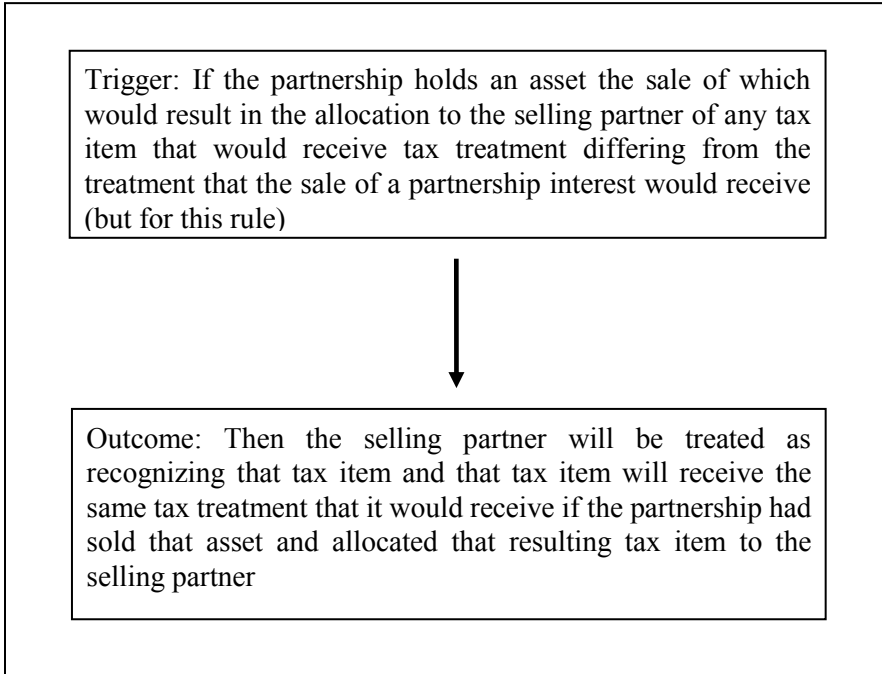 Trigger: If the partnership holds an asset the sale of which
would result in the allocation to the selling partner of any tax
item that would receive tax treatment differing from the
treatment that the sale of a partnership interest would receive
(but for this rule)
Outcome: Then the selling partner will be treated as
recognizing that tax item and that tax item will receive the
same tax treatment that it would receive if the partnership had
sold that asset and allocated that resulting tax item to the
selling partner